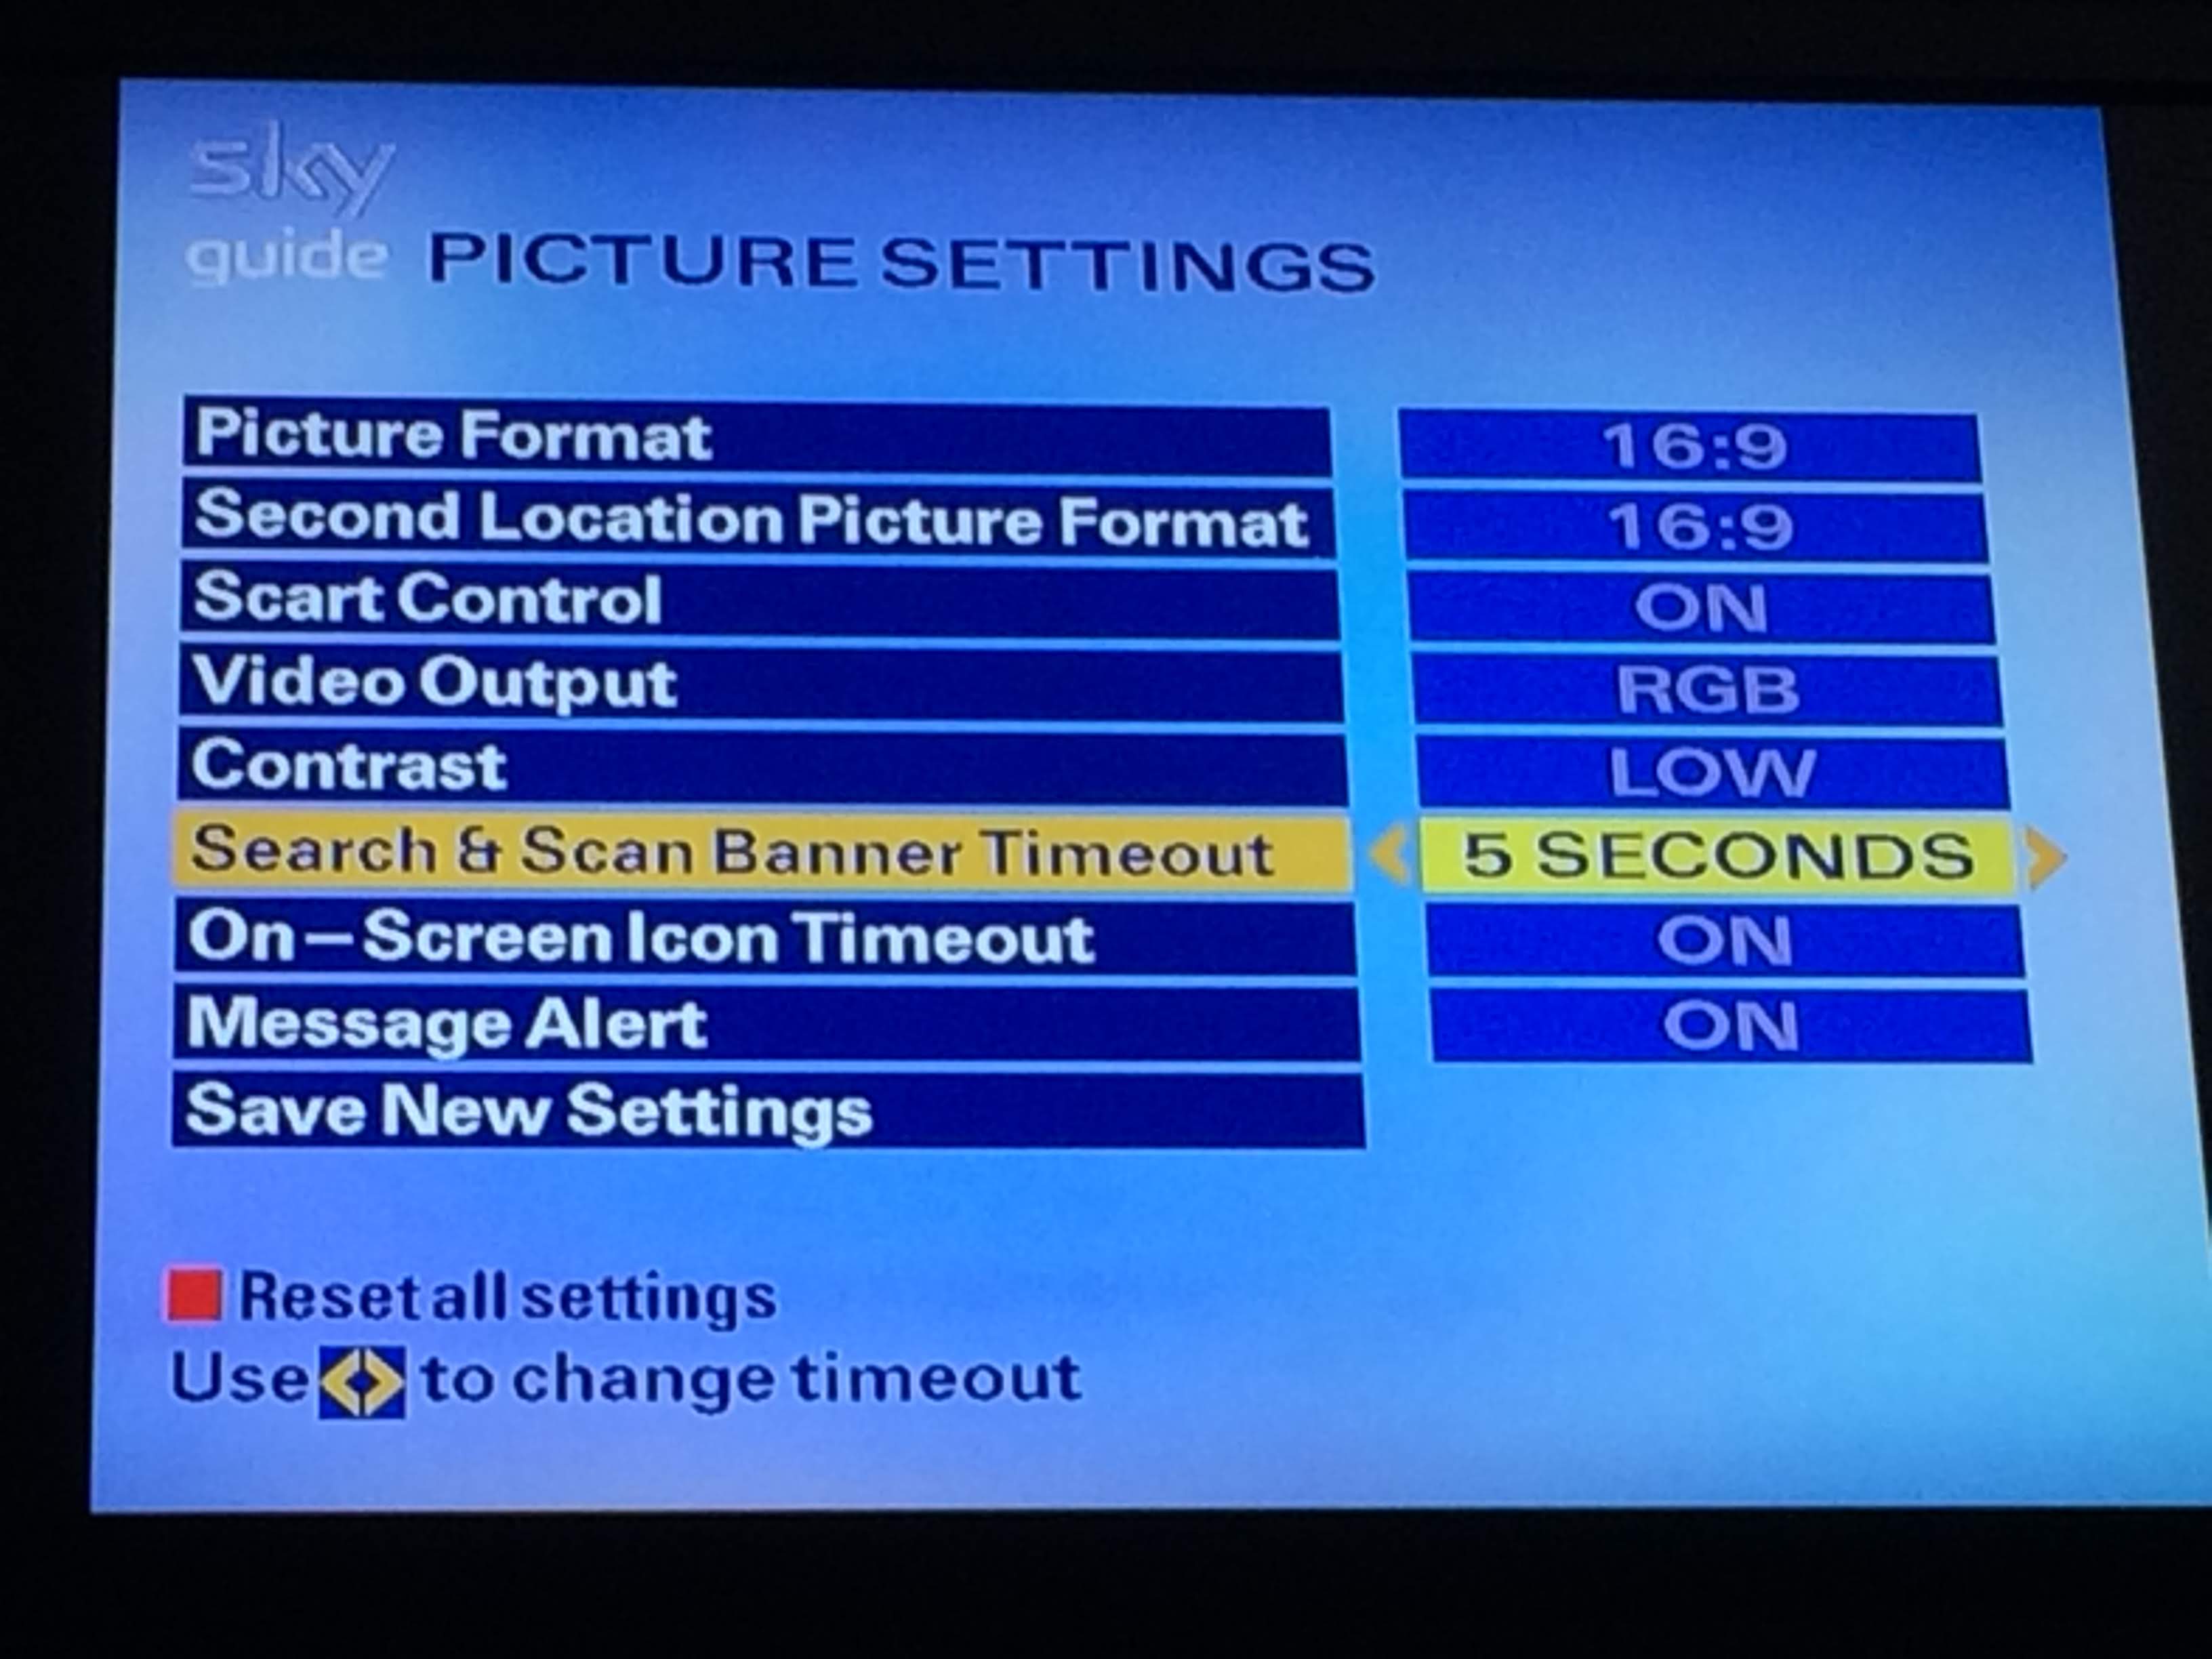 sky
guide PICTURE SETTINGS
Picture Format 16:9
Second Location Picture Format 16:9
Scart Control ON
Video Output RGB
Contrast LOW
Search & Scan Banner Timeout 5 SECONDS
On–Screen Icon Timeout ON
Message Alert ON
Save New Settings
Reset all settings
Use to change timeout